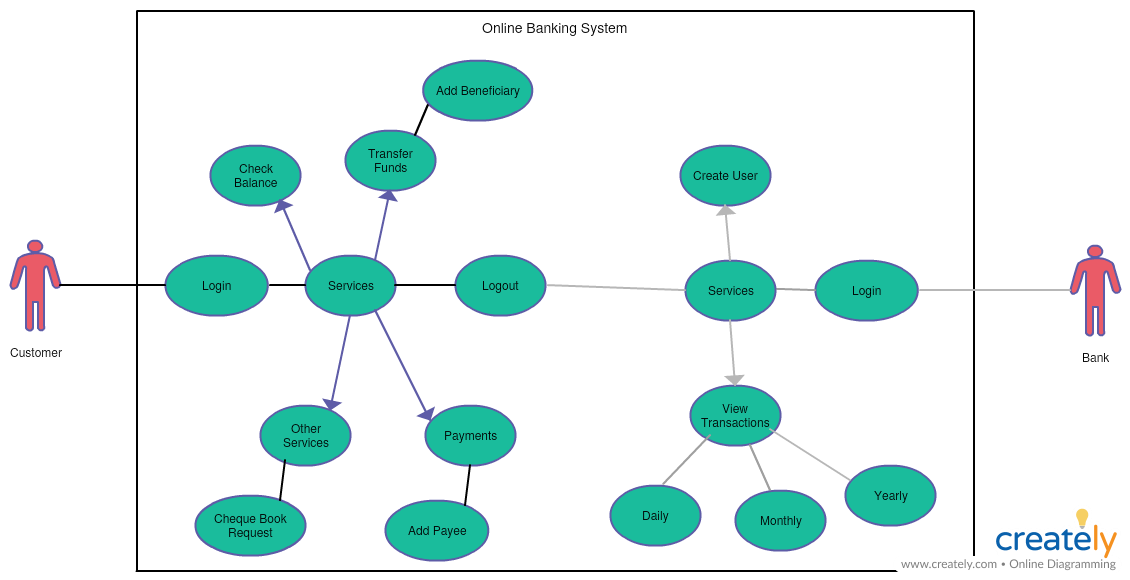 Online Banking System
Add Beneficiary
Transfer
Funds
Check
Balance
Create User
Login
Services
Logout
Services
Login
Customer
Bank
Other
Services
Payments
View
Transactions
Cheque Book
Request
Add Payee
Daily
Monthly
Yearly
creately
www.creately.com • Online Diagramming